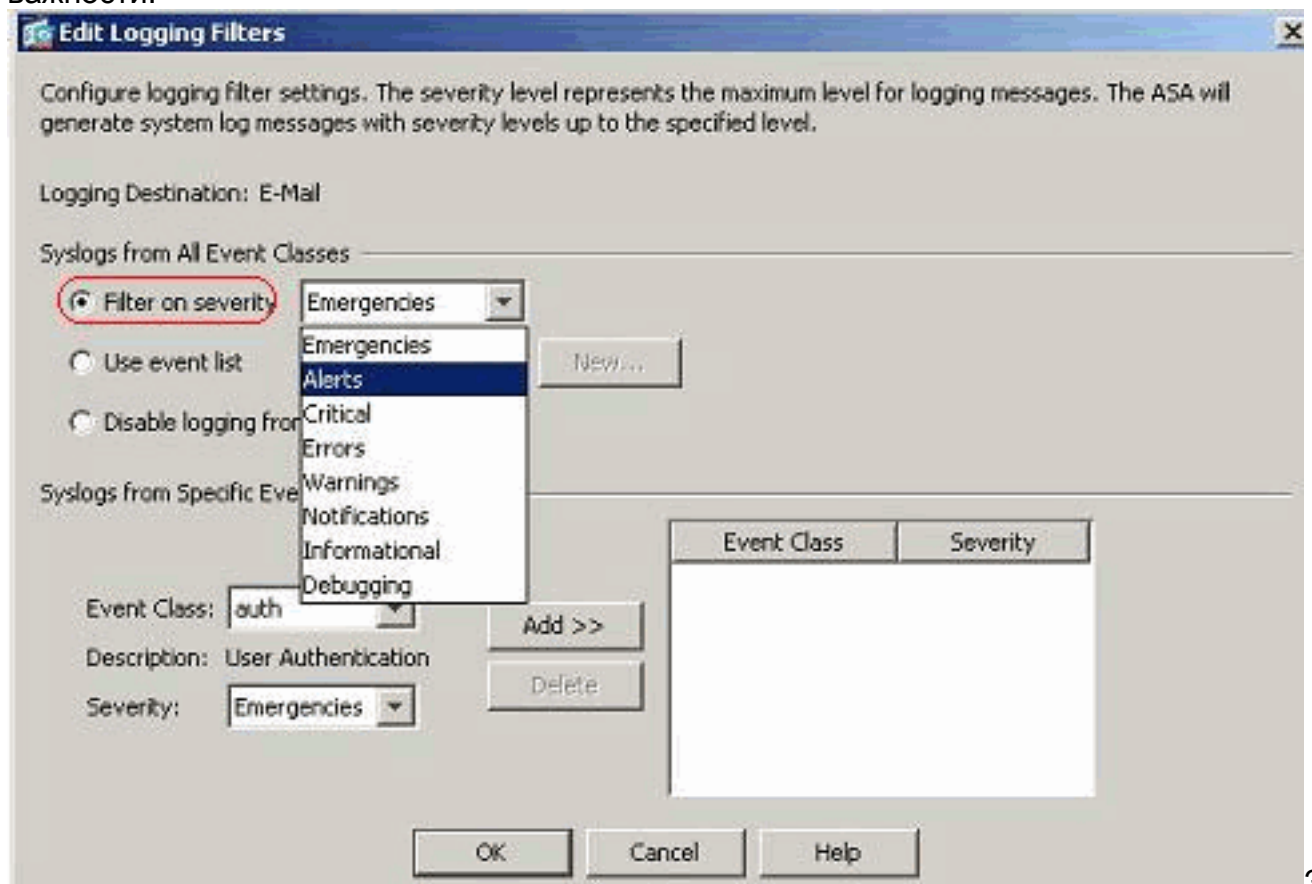 важности.
Edit Logging Filters
Configure logging filter settings. The severity level represents the maximum level for logging messages. The ASA will
generate system log messages with severity levels up to the specified level.
Logging Destination: E-Mail
Syslogs from All Event Classes
Filter on severity
Emergencies
Emergencies
Alerts
Critical
Errors
Warnings
Notifications
Informational
Debugging
Use event list
New...
Disable logging from
Syslogs from Specific Eve
Event Class: auth
Description: User Authentication
Severity: Emergencies
Add >>
Delete
Event Class Severity
OK Cancel Help